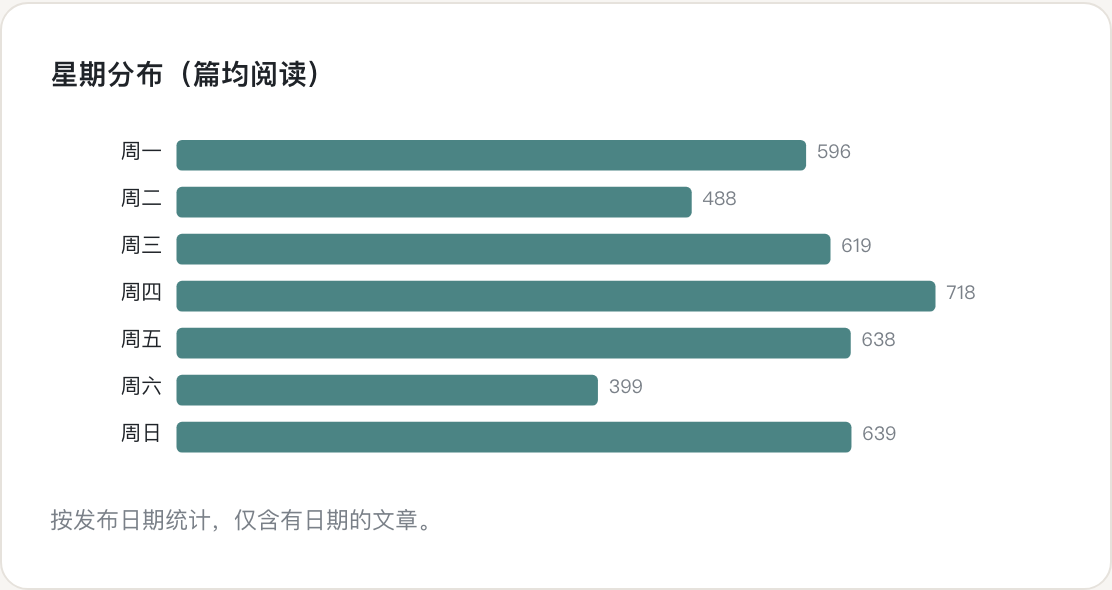 星期分布（篇均阅读）
周一 596
周二 488
周三 619
周四 718
周五 638
周六 399
周日 639
按发布日期统计，仅含有日期的文章。